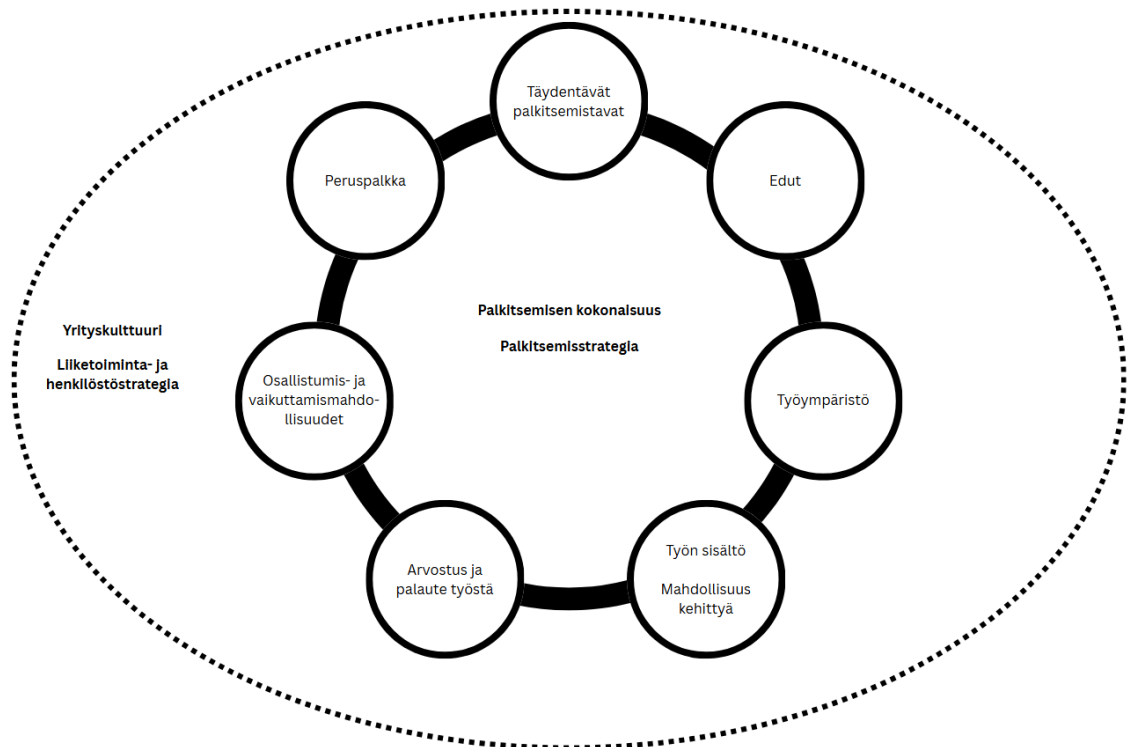 Täydentävät
palkitsemistavat
Peruspalkka
Edut
Palkitsemisen kokonaisuus
Palkitsemisstrategia
Yrityskulttuuri
Liiketoiminta- ja
henkilöstöstrategia
Osallistumis- ja
vaikuttamismahdo-
llisuudet
Työympäristö
Arvostus ja
palaute työstä
Työn sisältö
Mahdollisuus
kehittyä